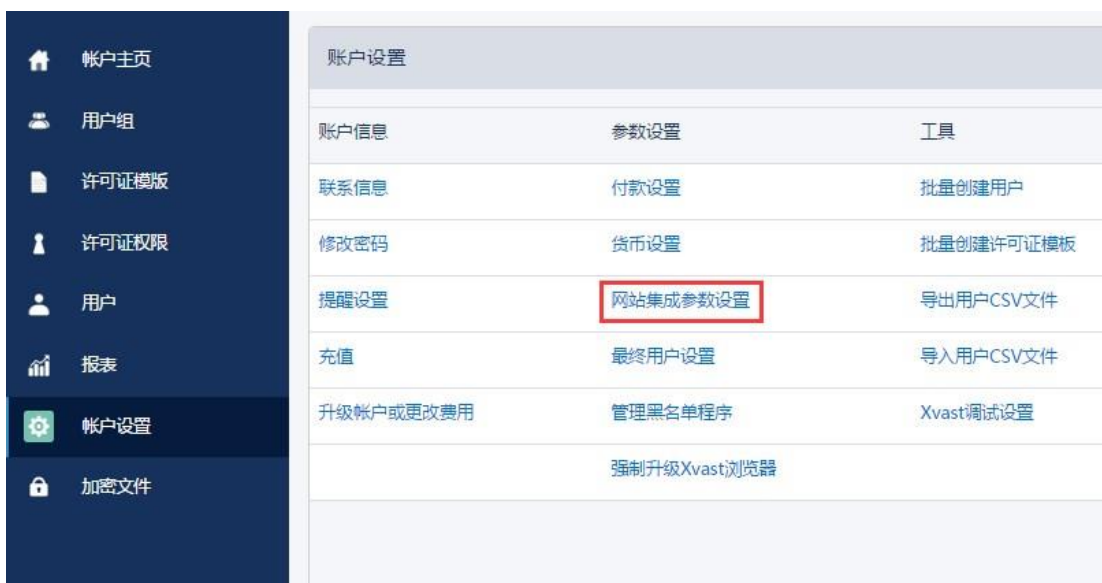 帐户主页
用户组
许可证模版
许可证权限
用户
报表
帐户设置
加密文件
账户设置
账户信息 参数设置 工具
联系信息 付款设置 批量创建用户
修改密码 货币设置 批量创建许可证模板
提醒设置 网站集成参数设置 导出用户CSV文件
充值 最终用户设置 导入用户CSV文件
升级帐户或更改费用 管理黑名单程序 Xvast调试设置
强制升级Xvast浏览器